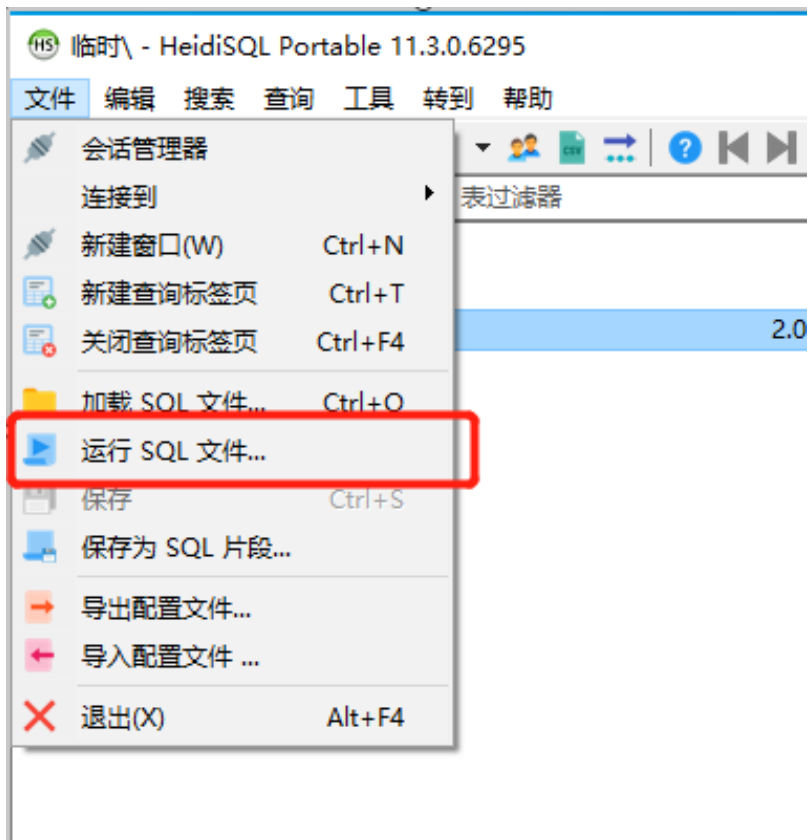 临时\ - HeidiSQL Portable 11.3.0.6295
文件 编辑 搜索 查询 工具 转到 帮助
会话管理器
csv
连接到
表过滤器
新建窗口(W) Ctrl+N
新建查询标签页 Ctrl+T
2.0
关闭查询标签页 Ctrl+F4
加载 SQL 文件... Ctrl+O
运行 SQL 文件...
保存 Ctrl+S
保存为 SQL 片段...
导出配置文件...
导入配置文件 ...
退出(X) Alt+F4